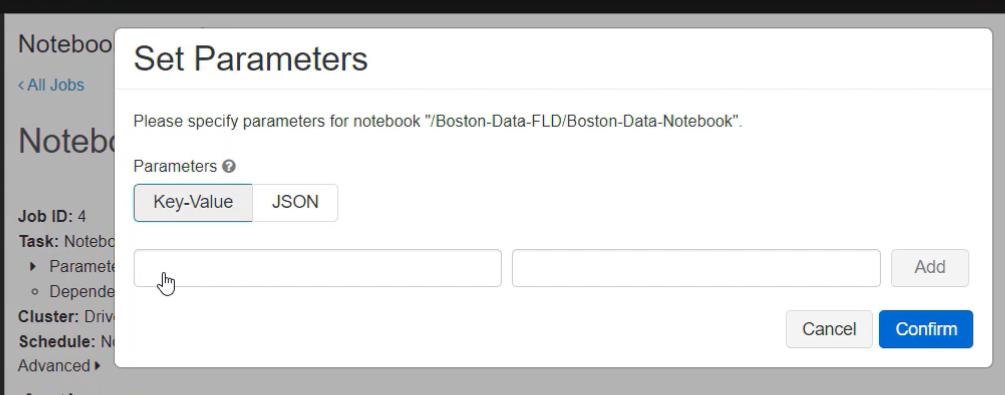 Set Parameters
Please specify parameters for notebook "/Boston-Data-FLD/Boston-Data-Notebook".
Parameters
Key-Value JSON
Add
Cancel Confirm
All Jobs
Job ID: 4
Task:
Cluster:
Schedule:
Advanced